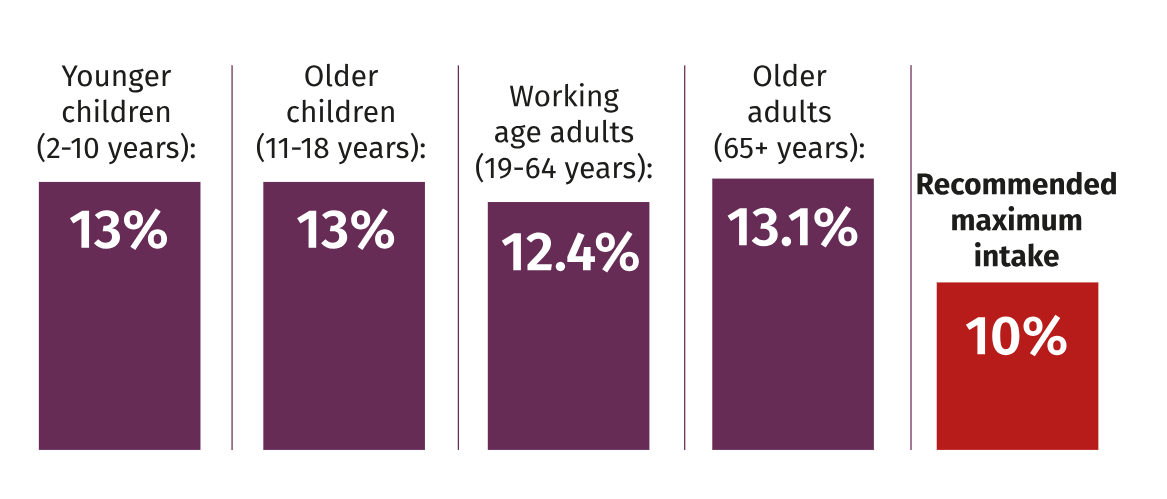 Younger
children
(2-10 years):
13%
Older
children
(11-18 years):
13%
Working
age adults
(19-64 years):
12.4%
Older
adults
(65+ years):
13.1%
Recommended
maximum
intake
10%